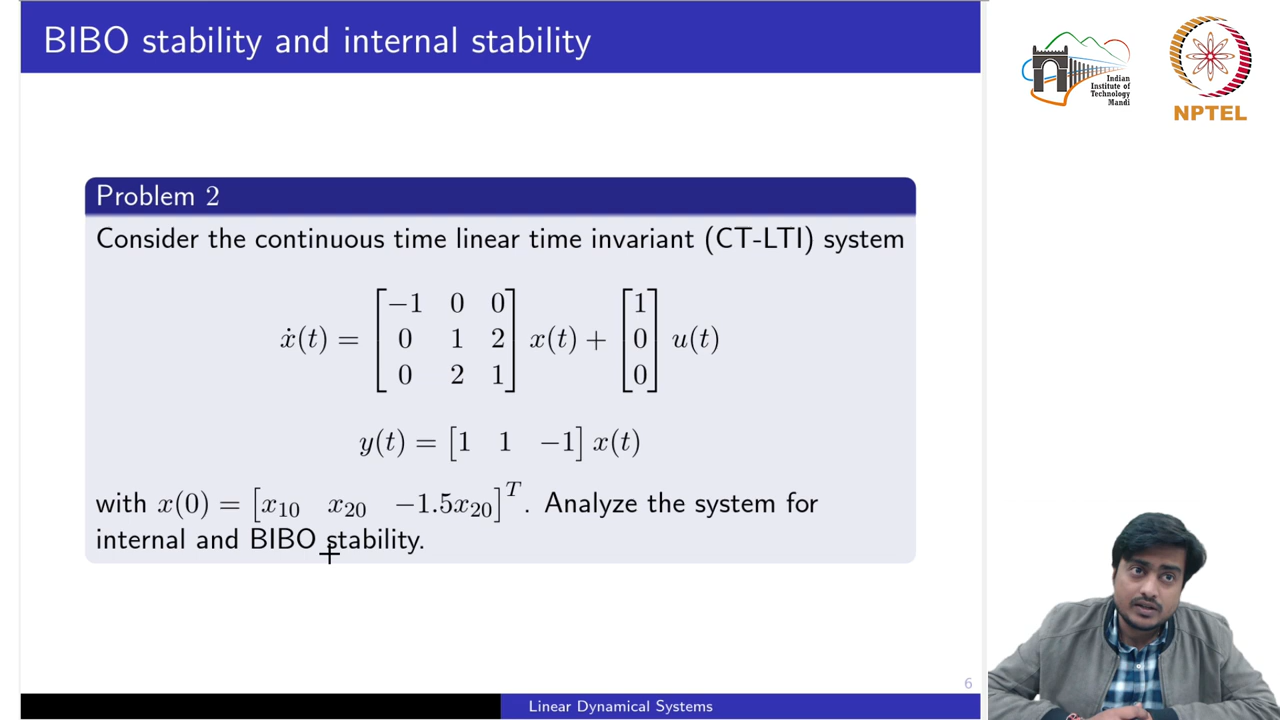 BIBO stability and internal stability
Indian
Institute of
Technology
Mandi
NPTEL
Problem 2
Consider the continuous time linear time invariant (CT-LTI) system
ẋ(t) = [−1 0 0; 0 1 2; 0 2 1] x(t) + [1; 0; 0] u(t)
y(t) = [1 1 −1] x(t)
with x(0) = [x₁₀ x₂₀ −1.5x₂₀]ᵀ. Analyze the system for
internal and BIBO stability.
6
Linear Dynamical Systems